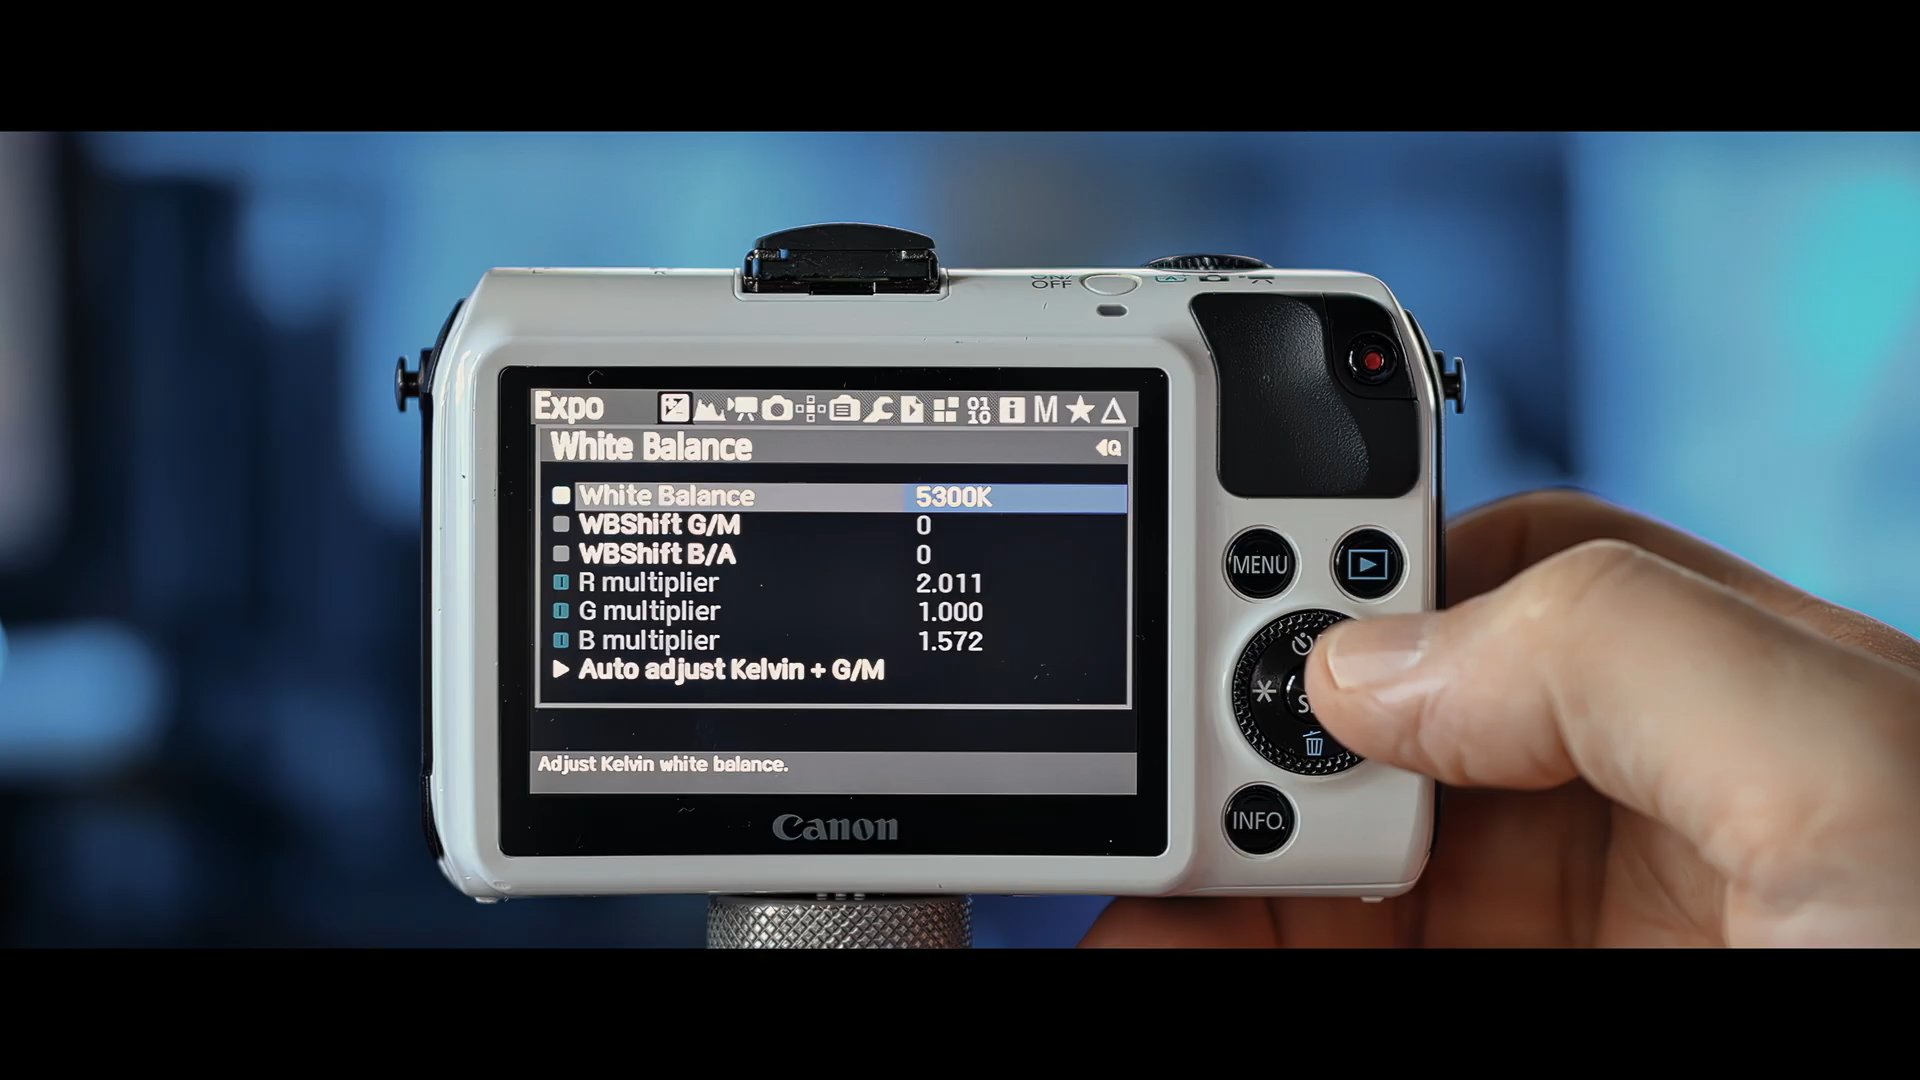 ON/
OFF
Expo
M
White Balance
Q
White Balance 5300K
WBShift G/M 0
WBShift B/A 0
R multiplier 2.011
G multiplier 1.000
B multiplier 1.572
Auto adjust Kelvin + G/M
Adjust Kelvin white balance.
Canon
MENU
INFO.